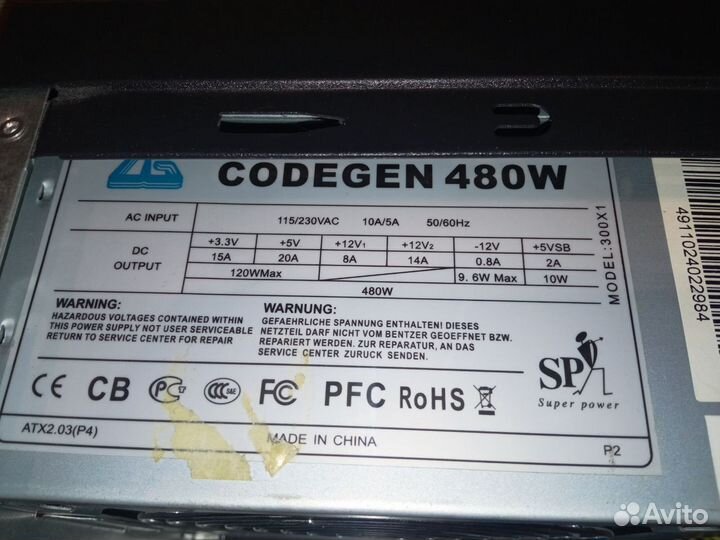 CODEGEN 480W
AC INPUT 115/230VAC 10A/5A 50/60Hz
DC OUTPUT
+3.3V +5V +12V1 +12V2 -12V +5VSB
15A 20A 8A 14A 0.8A 2A
120WMax 9.6W Max 10W
480W
MODEL:300X1
WARNING:
HAZARDOUS VOLTAGES CONTAINED WITHIN
THIS POWER SUPPLY NOT USER SERVICEABLE
RETURN TO SERVICE CENTER FOR REPAIR
WARNUNG:
GEFAEHRLICHE SPANNUNG ENTHALTEN! DIESES
NETZTEIL DARF NICHT VOM BENTZER GEOEFFNET BZW.
REPARIERT WERDEN. ZUR REPARATUR, AN DAS
SERVICE CENTER ZURUCK SENDEN.
CE CB CCC S&E FC PFC RoHS
SP
Super power
ATX2.03(P4)
MADE IN CHINA
P2
4911024022984
Avito